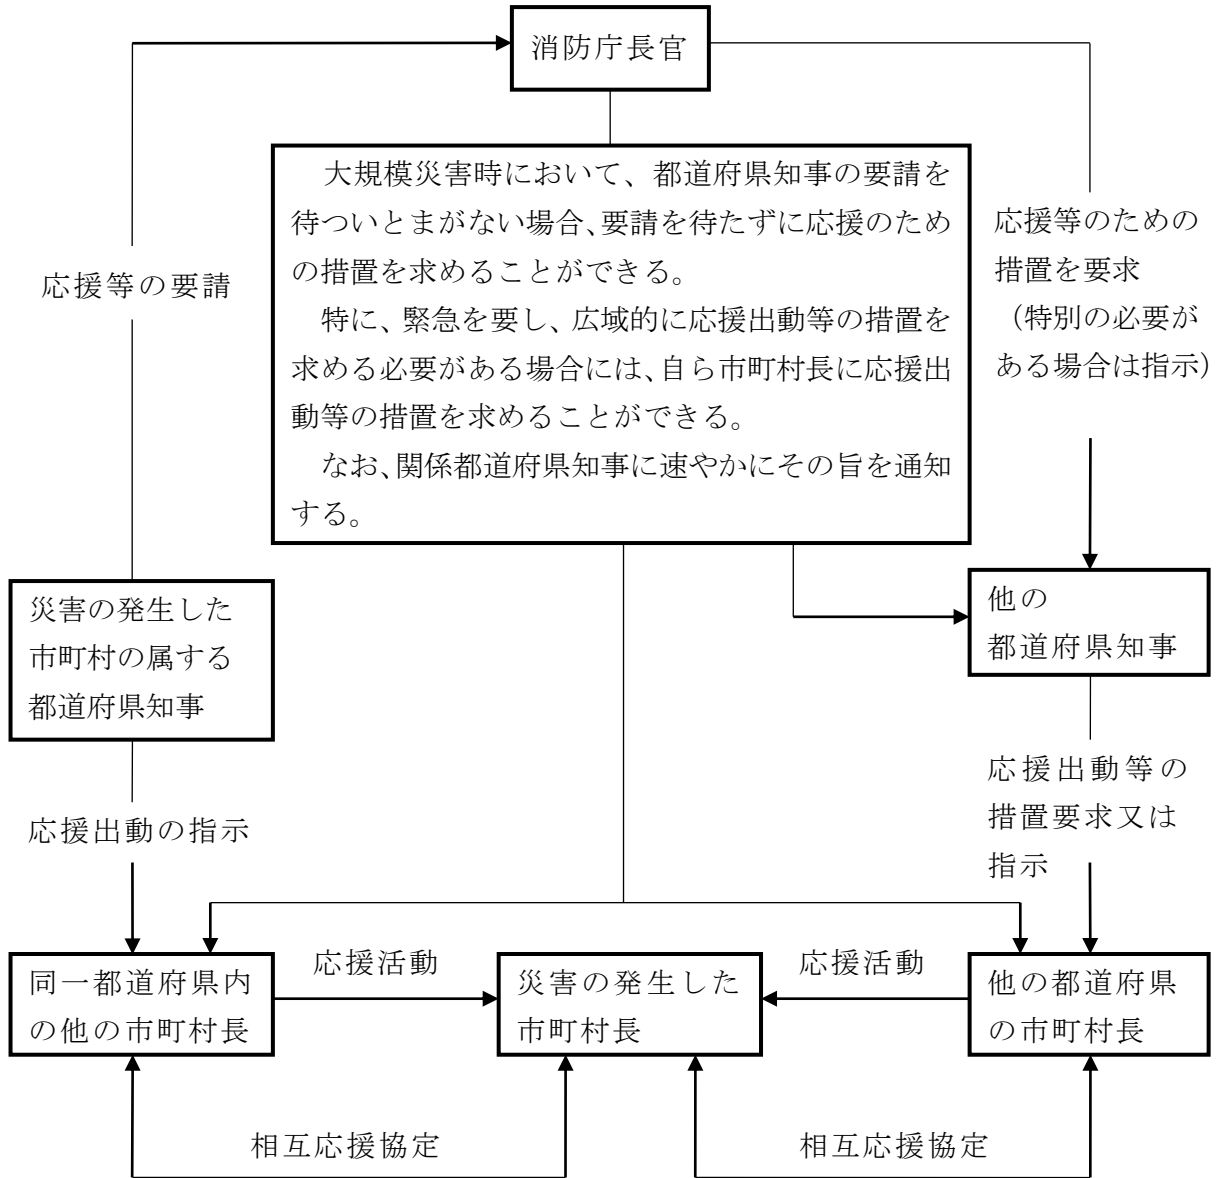 消防庁長官
大規模災害時において、都道府県知事の要請を
待ついとまがない場合、要請を待たずに応援のため
の措置を求めることができる。
特に、緊急を要し、広域的に応援出動等の措置を
求める必要がある場合には、自ら市町村長に応援出
動等の措置を求めることができる。
なお、関係都道府県知事に速やかにその旨を通知
する。
応援等の要請
応援等のための
措置を要求
（特別の必要が
ある場合は指示）
災害の発生した
市町村の属する
都道府県知事
他の
都道府県知事
応援出動の指示
応援出動等の
措置要求又は
指示
同一都道府県内
の他の市町村長
応援活動
災害の発生した
市町村長
応援活動
他の都道府県
の市町村長
相互応援協定
相互応援協定